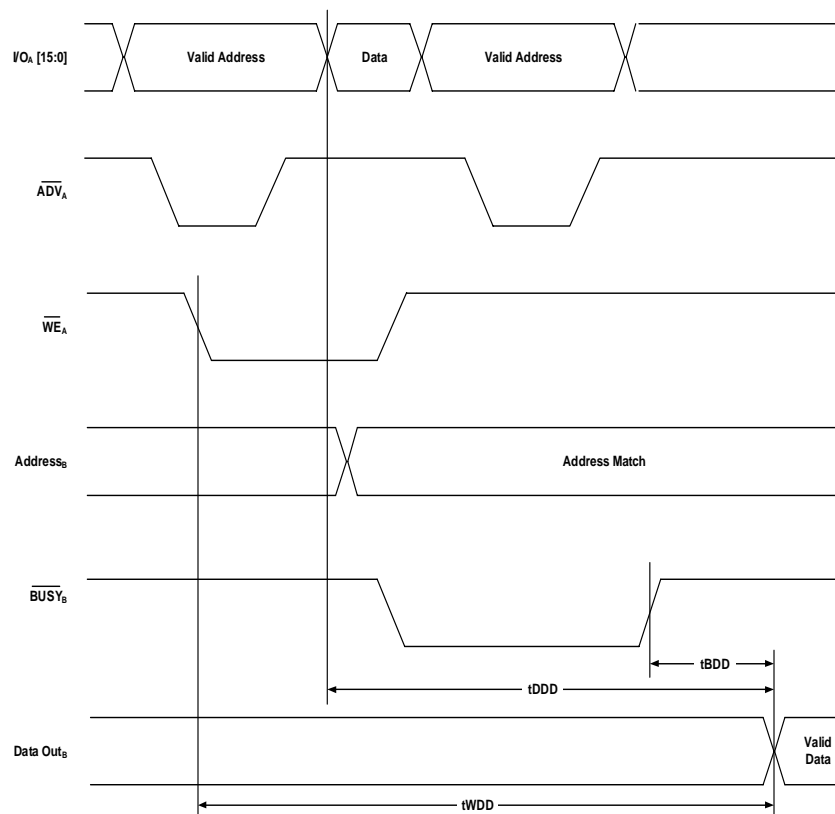 I/OA [15:0]
Valid Address
Data
Valid Address
ADVA
WEA
AddressB
Address Match
BUSYB
tBDD
tDDD
Data OutB
Valid
Data
tWDD